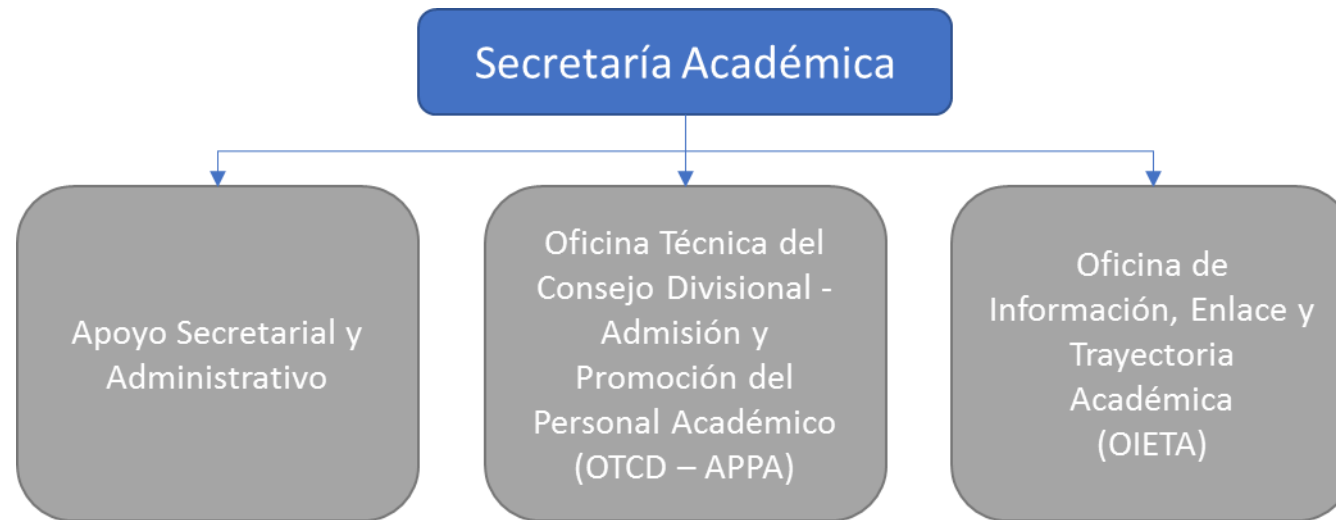 Secretaría Académica
Apoyo Secretarial y
Administrativo
Oficina Técnica del
Consejo Divisional -
Admisión y
Promoción del
Personal Académico
(OTCD – APPA)
Oficina de
Información, Enlace y
Trayectoria
Académica
(OIETA)